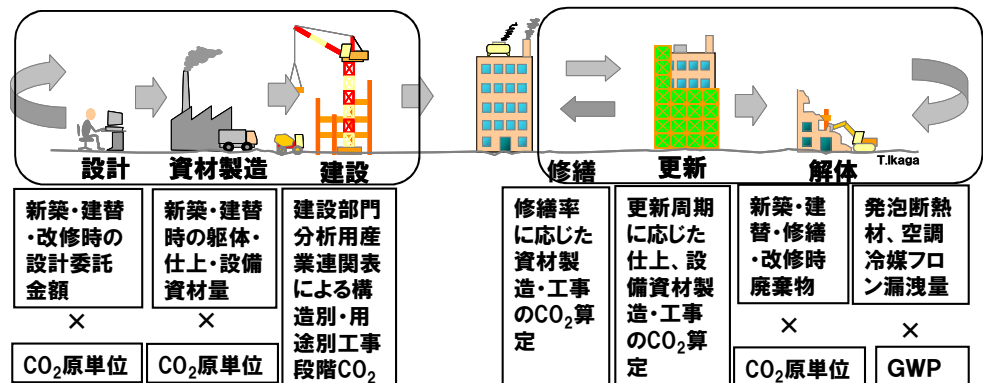 設計
資材製造
建設
修繕
更新
解体
T.Ikaga
新築・建替
・改修時の
設計委託
金額
×
CO₂原単位
新築・建替
時の躯体・
仕上・設備
資材量
×
CO₂原単位
建設部門
分析用産
業連関表
による構
造別・用
途別工事
段階CO₂
修繕率
に応じた
資材製
造・工事
のCO₂算
定
更新周期
に応じた
仕上、設
備資材製
造・工事
のCO₂算
定
新築・建
替・修繕
・改修時
廃棄物
×
CO₂原単位
発泡断熱
材、空調
冷媒フロ
ン漏洩量
×
GWP